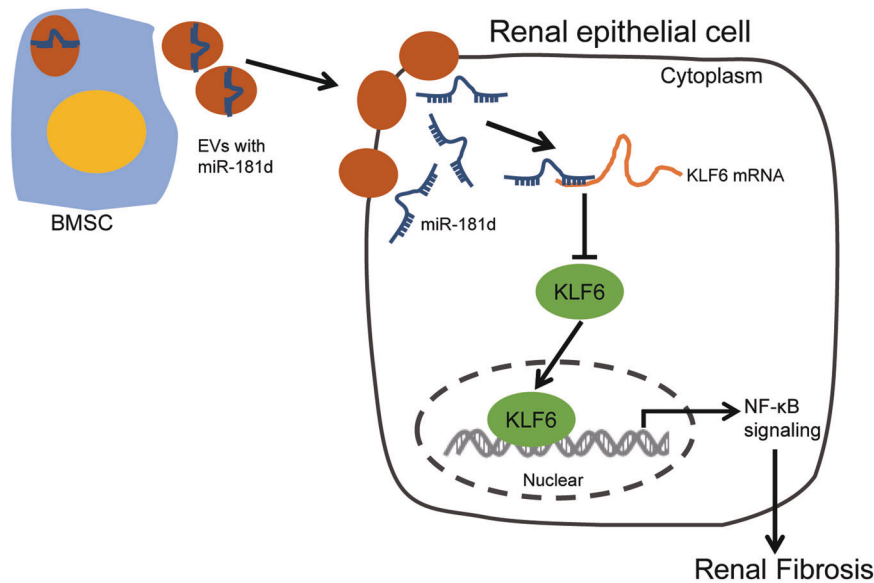 Renal epithelial cell
Cytoplasm
EVs with
miR-181d
BMSC
KLF6 mRNA
miR-181d
KLF6
KLF6
NF-κB
signaling
Nuclear
Renal Fibrosis